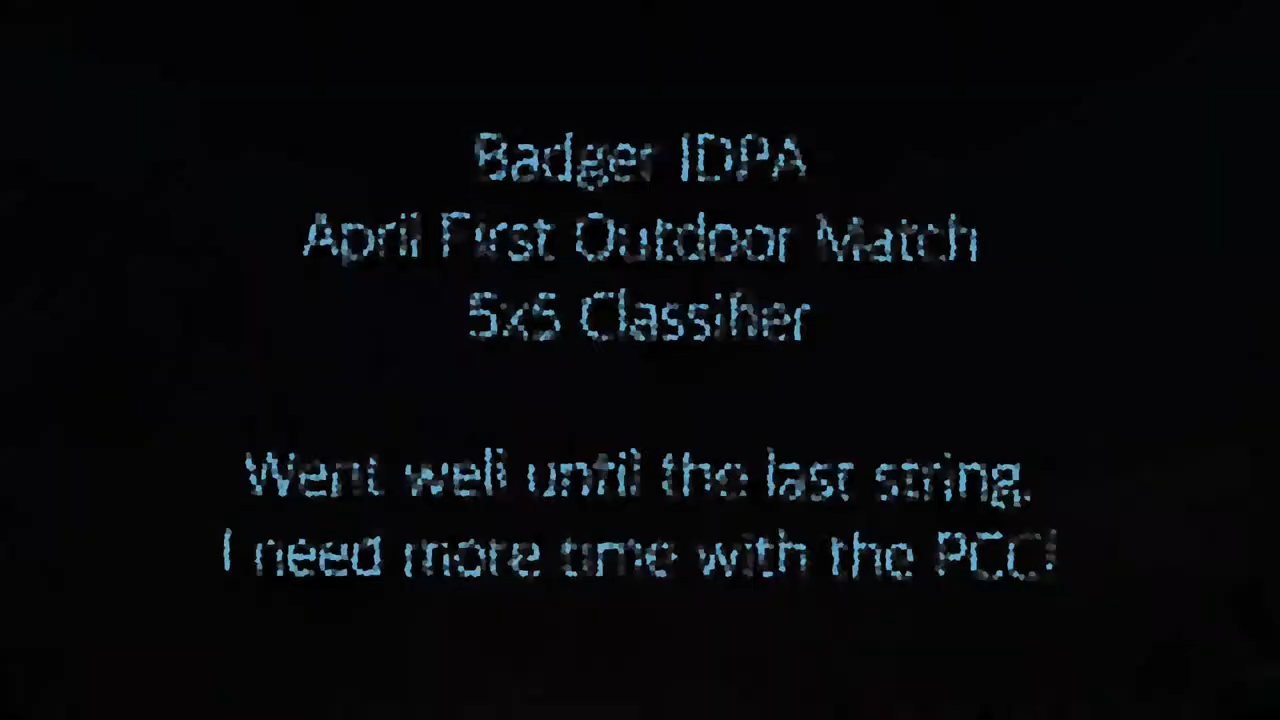 Badger IDPA
April First Outdoor Match
5x5 Classifier
Went well until the last string.
I need more time with the PCC!